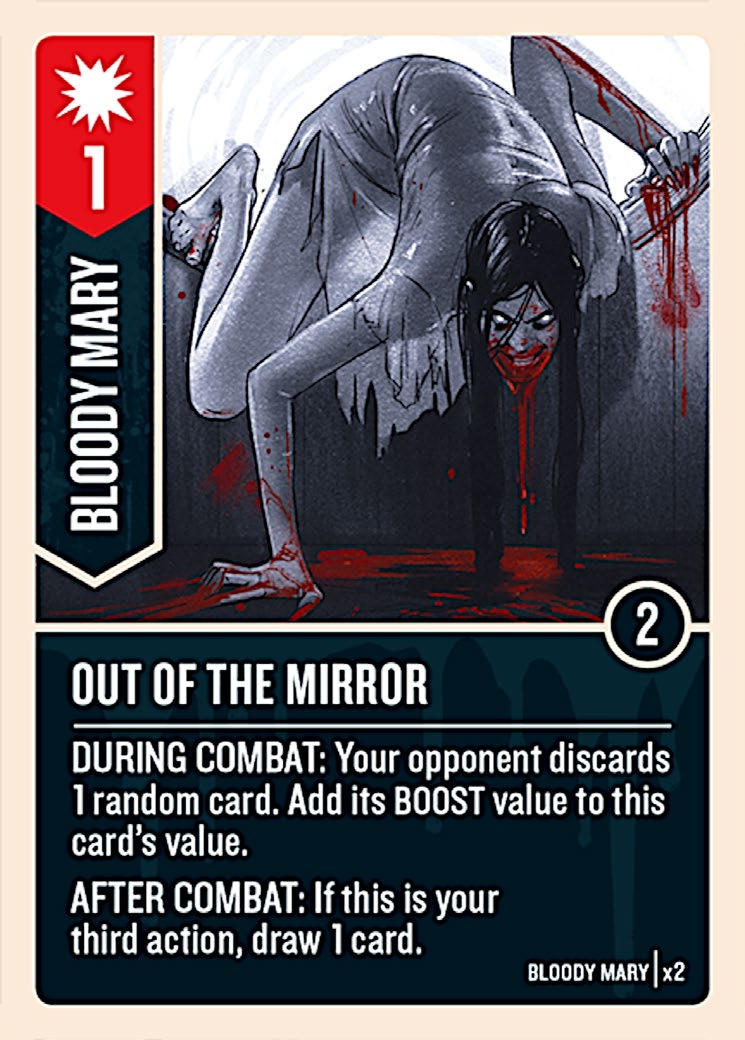 1
BLOODY MARY
2
OUT OF THE MIRROR
DURING COMBAT: Your opponent discards
1 random card. Add its BOOST value to this
card's value.
AFTER COMBAT: If this is your
third action, draw 1 card.
BLOODY MARY | x2